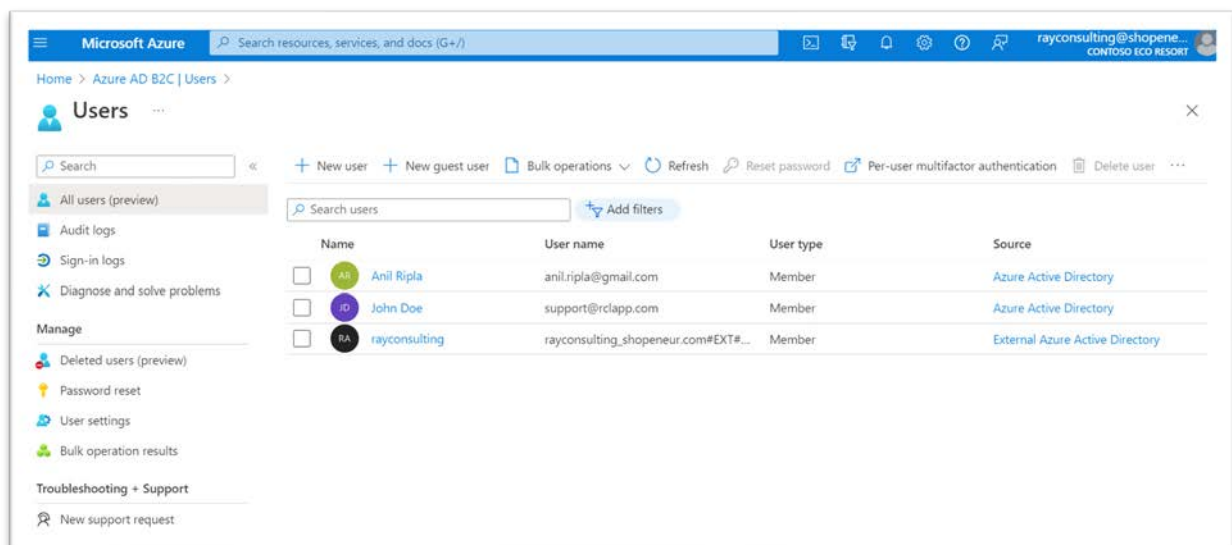 Microsoft Azure
Search resources, services, and docs (G+/)
rayconsulting@shopene...
CONTOSO ECO RESORT
Home > Azure AD B2C | Users >
Users ...
Search «
All users (preview)
Audit logs
Sign-in logs
Diagnose and solve problems
Manage
Deleted users (preview)
Password reset
User settings
Bulk operation results
Troubleshooting + Support
New support request
+ New user + New guest user Bulk operations Refresh Reset password Per-user multifactor authentication Delete user ...
Search users Add filters
Name User name User type Source
AR Anil Ripla anil.ripla@gmail.com Member Azure Active Directory
JD John Doe support@rclapp.com Member Azure Active Directory
RA rayconsulting rayconsulting_shopeneur.com#EXT#... Member External Azure Active Directory